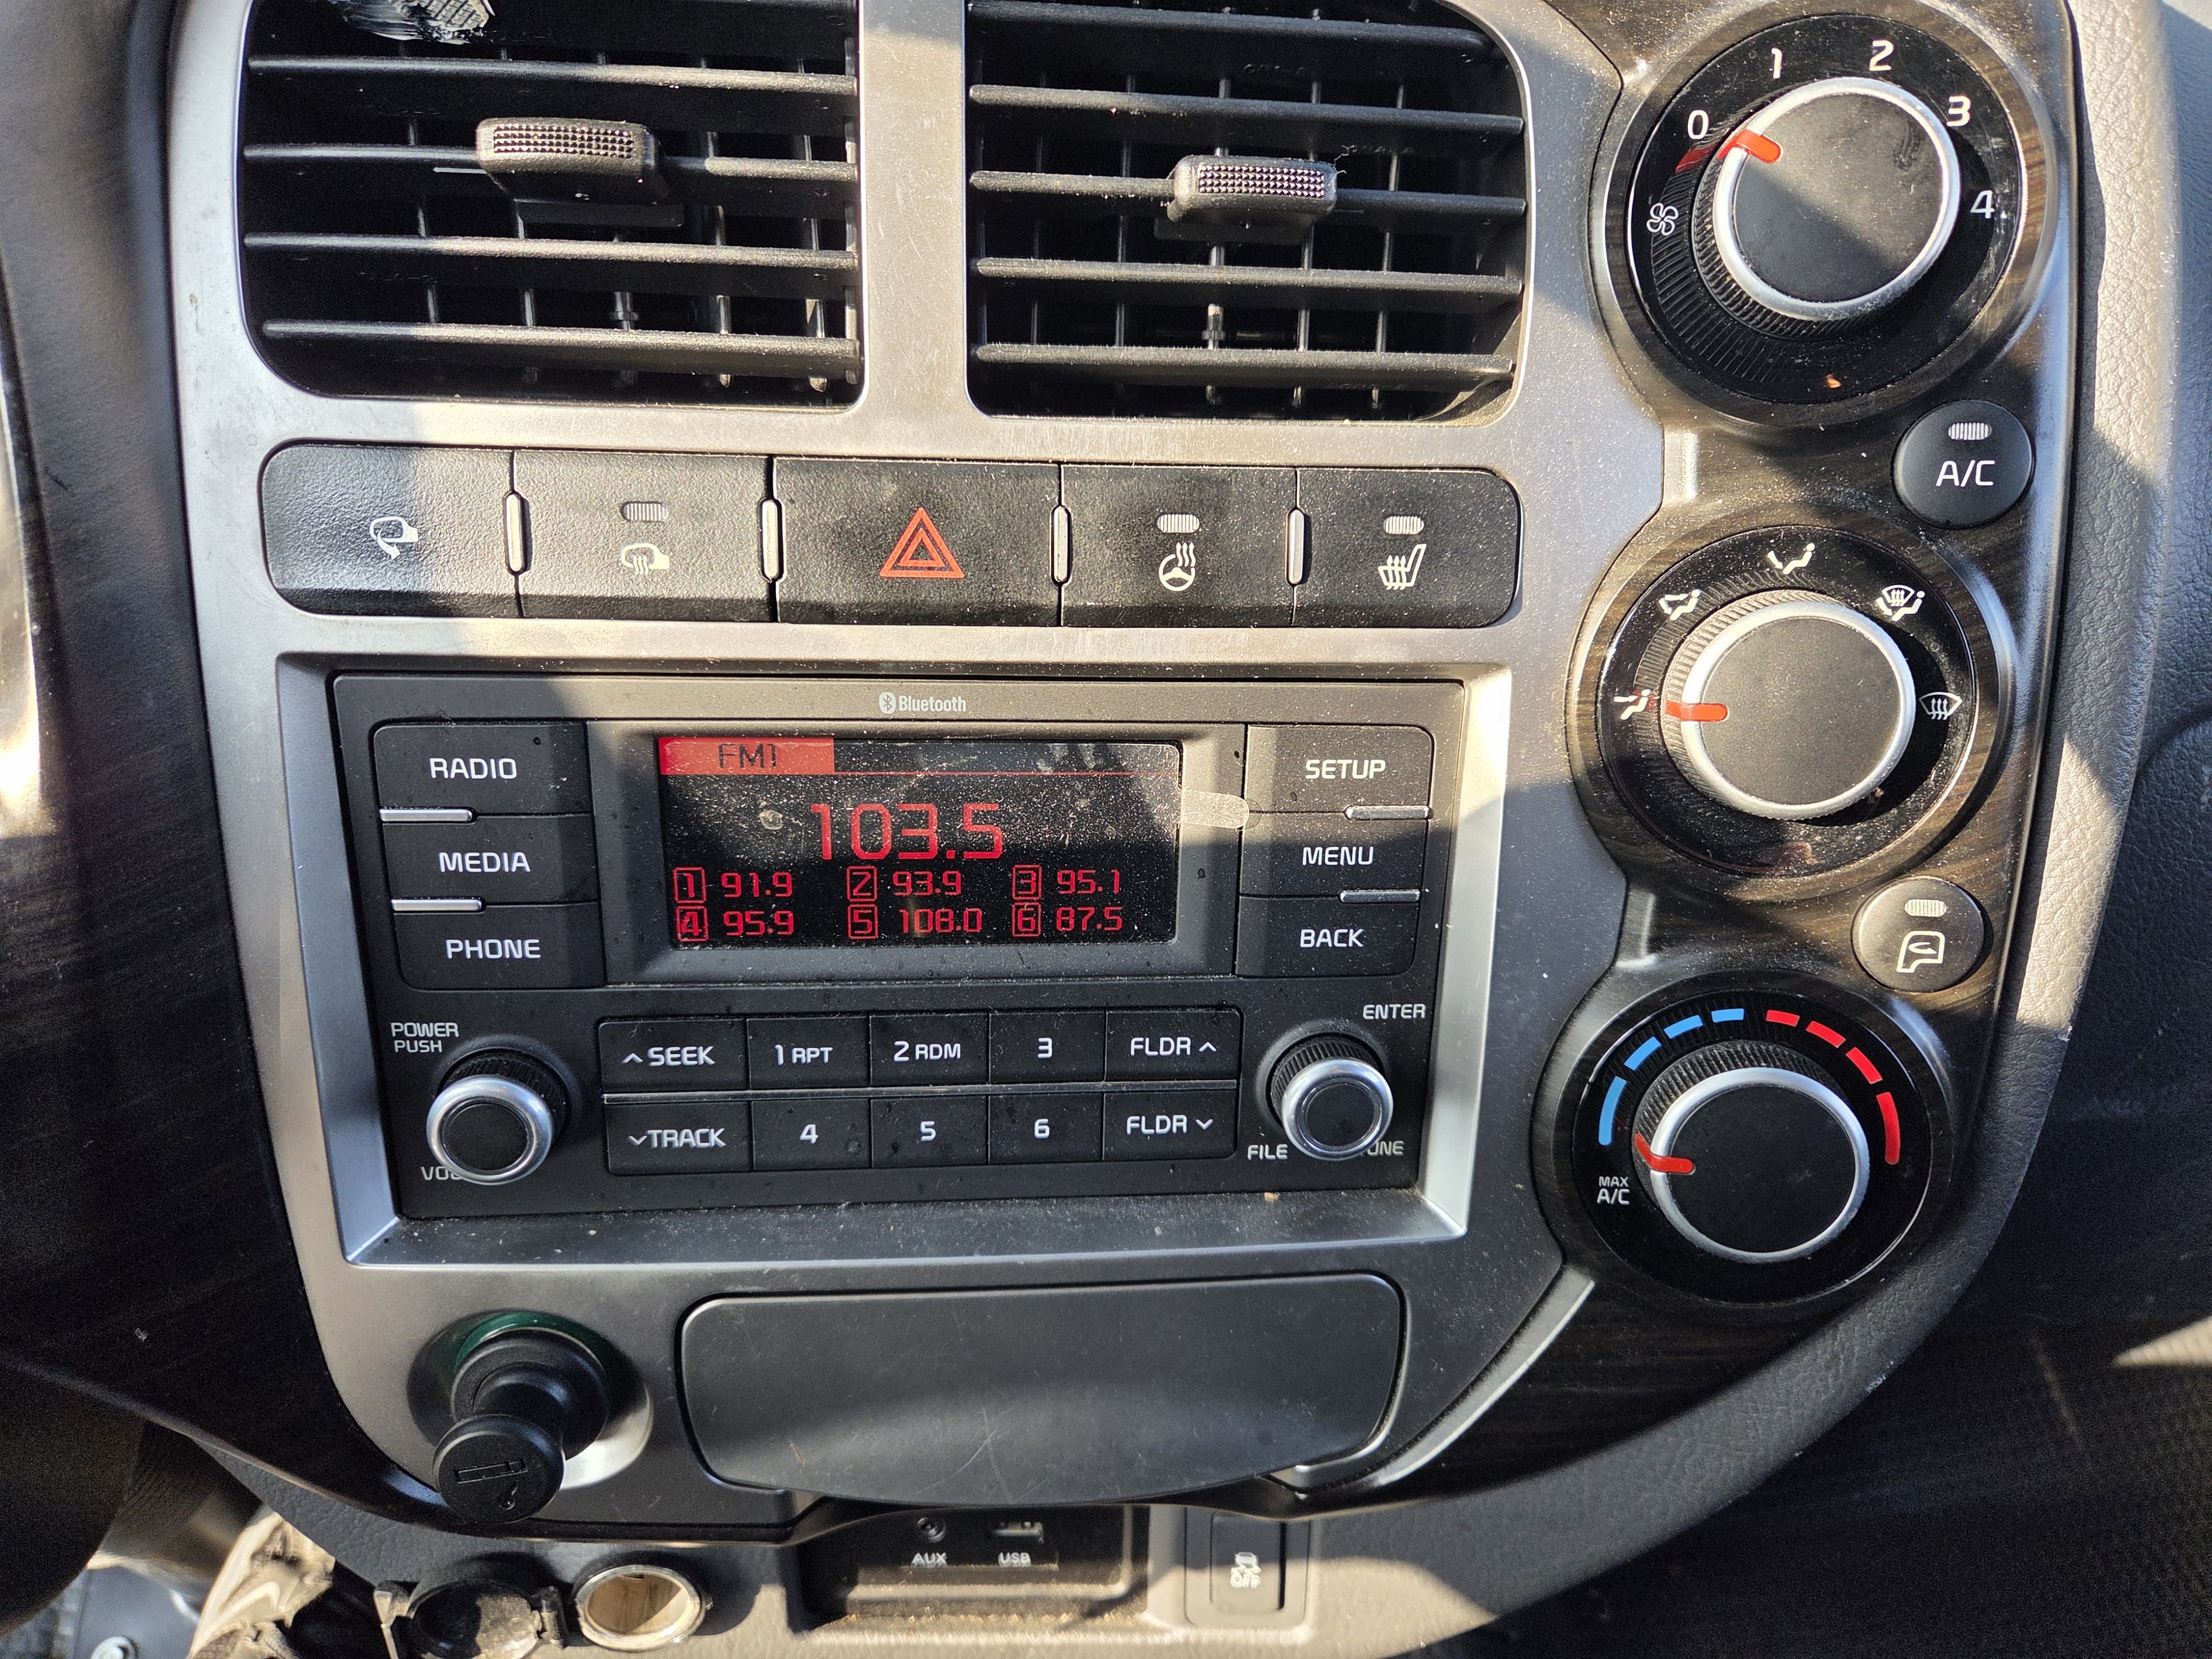 1 2
0 3
4
A/C
Bluetooth
RADIO
FM1
SETUP
103.5
MEDIA
MENU
1 91.9 2 93.9 3 95.1
4 95.9 5 108.0 6 87.5
PHONE
BACK
POWER
PUSH
ENTER
SEEK 1 RPT 2 RDM 3 FLDR
TRACK 4 5 6 FLDR
FILE
MAX
A/C
AUX USB
OFF